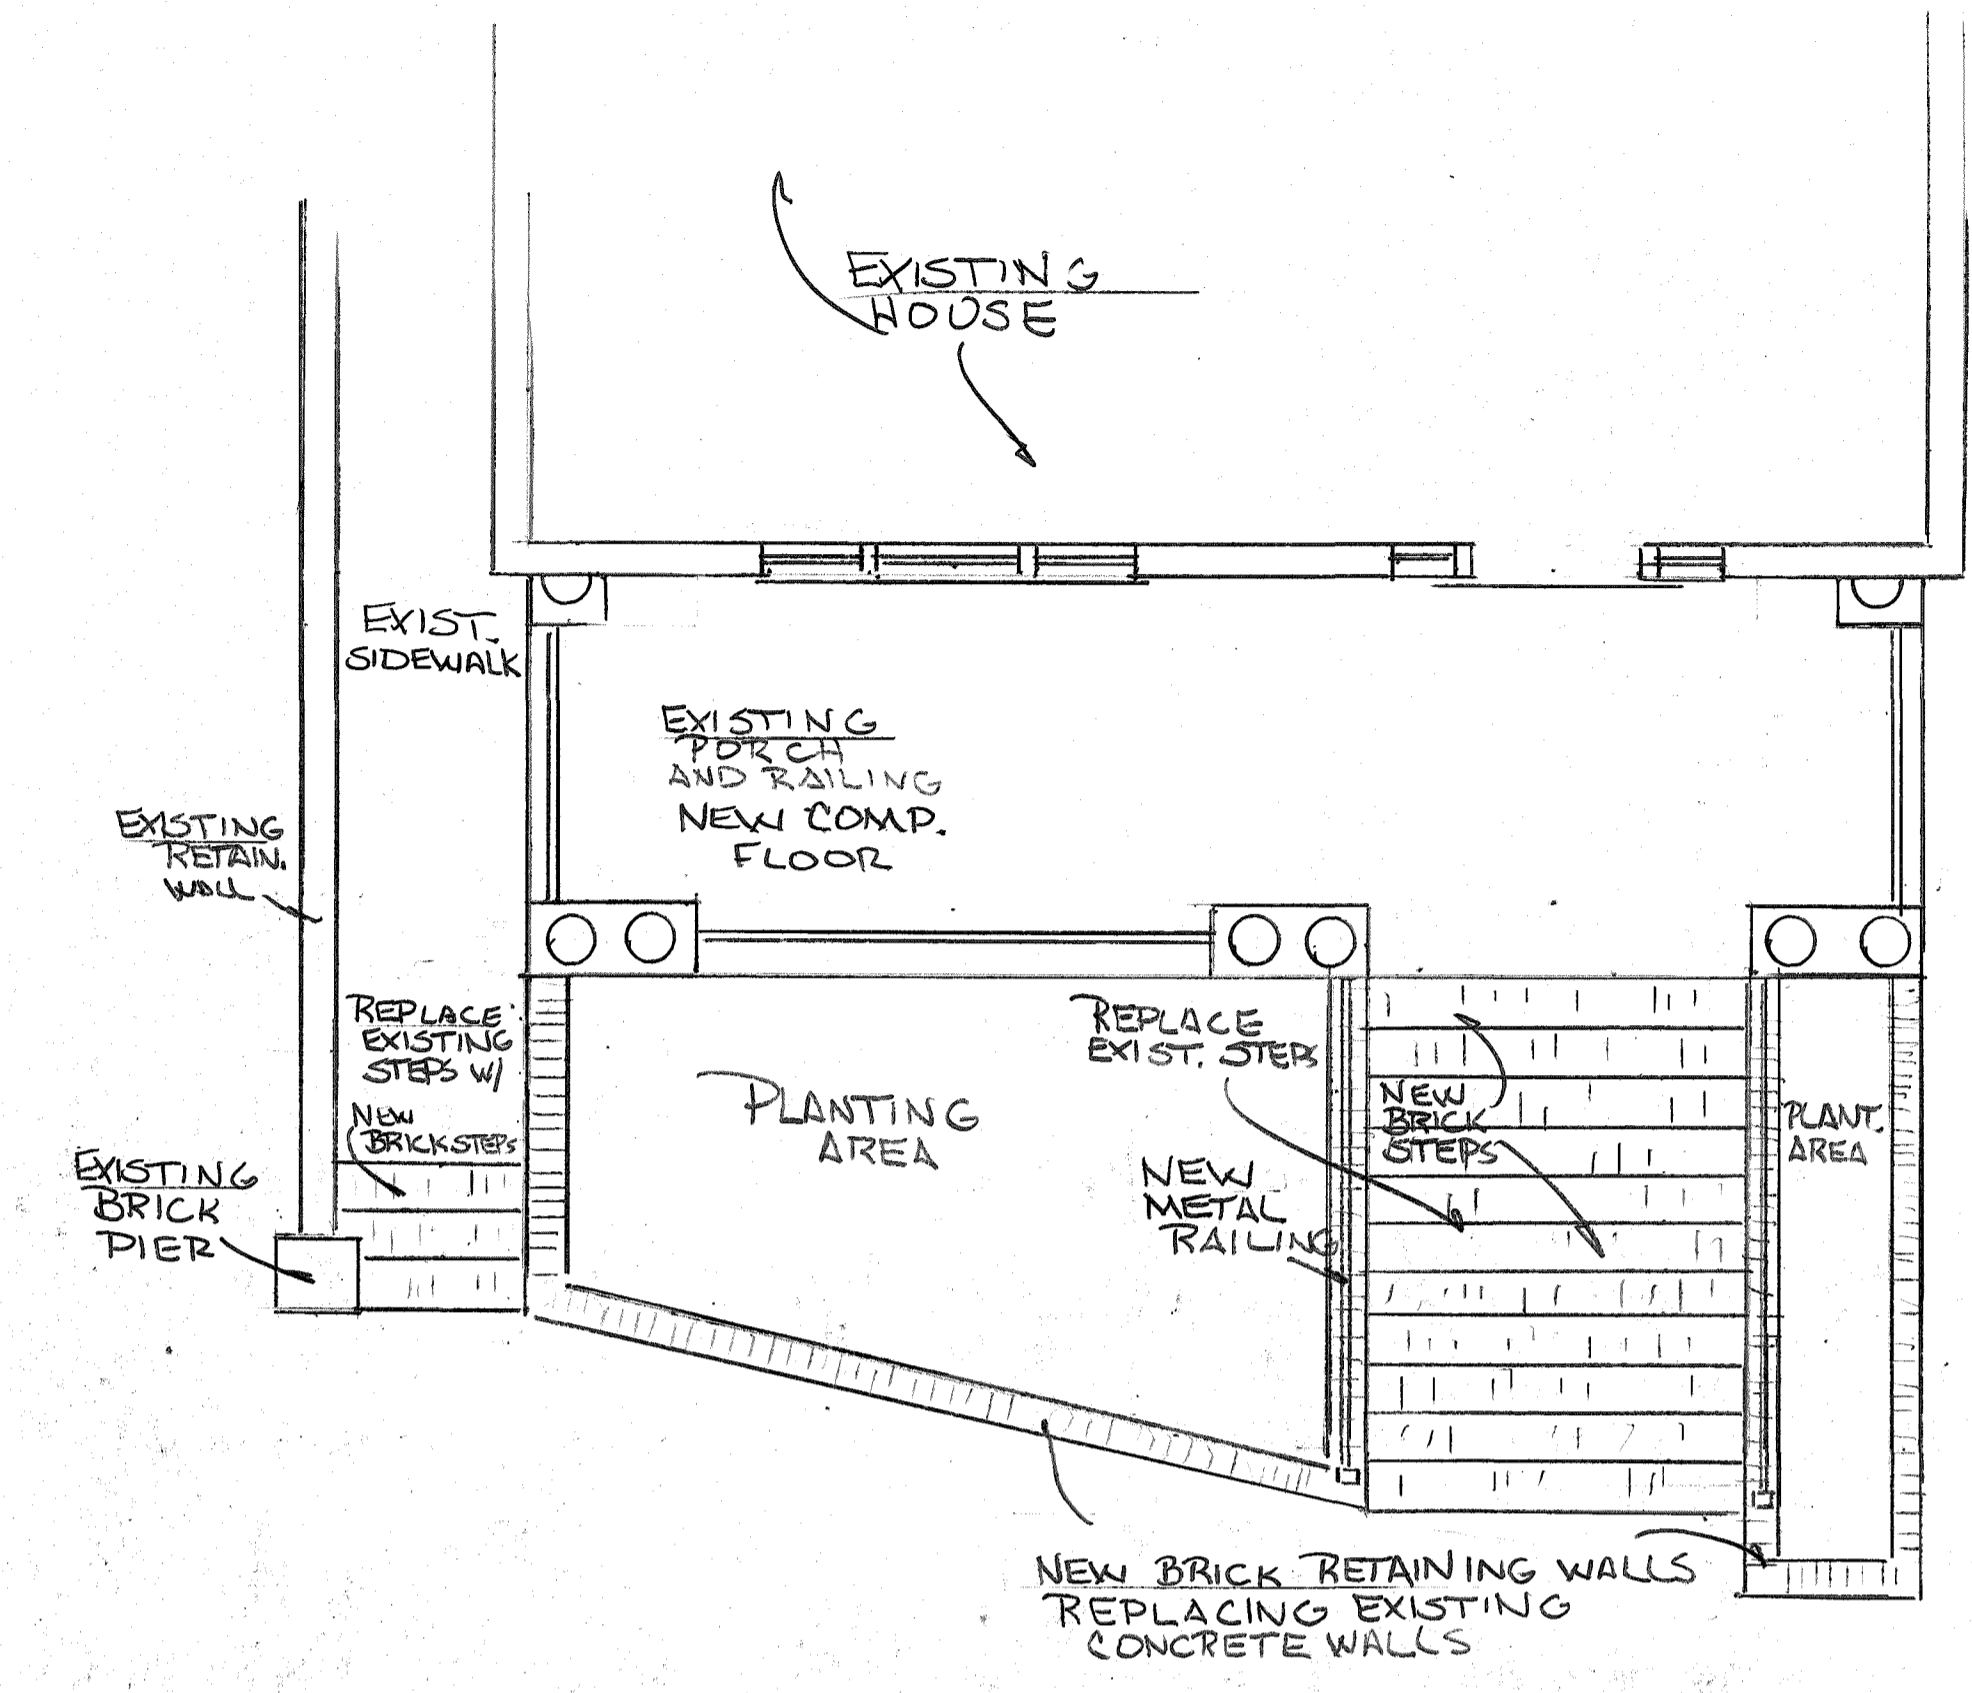 EXISTING
HOUSE
EXIST.
SIDEWALK
EXISTING
PORCH
AND RAILING
NEW COMP.
FLOOR
EXISTING
RETAIN.
WALL
REPLACE
EXISTING
STEPS W/
NEW
BRICK STEPS
EXISTING
BRICK
PIER
PLANTING
AREA
REPLACE
EXIST. STEPS
NEW
METAL
RAILING
NEW
BRICK
STEPS
PLANT.
AREA
NEW BRICK RETAINING WALLS
REPLACING EXISTING
CONCRETE WALLS